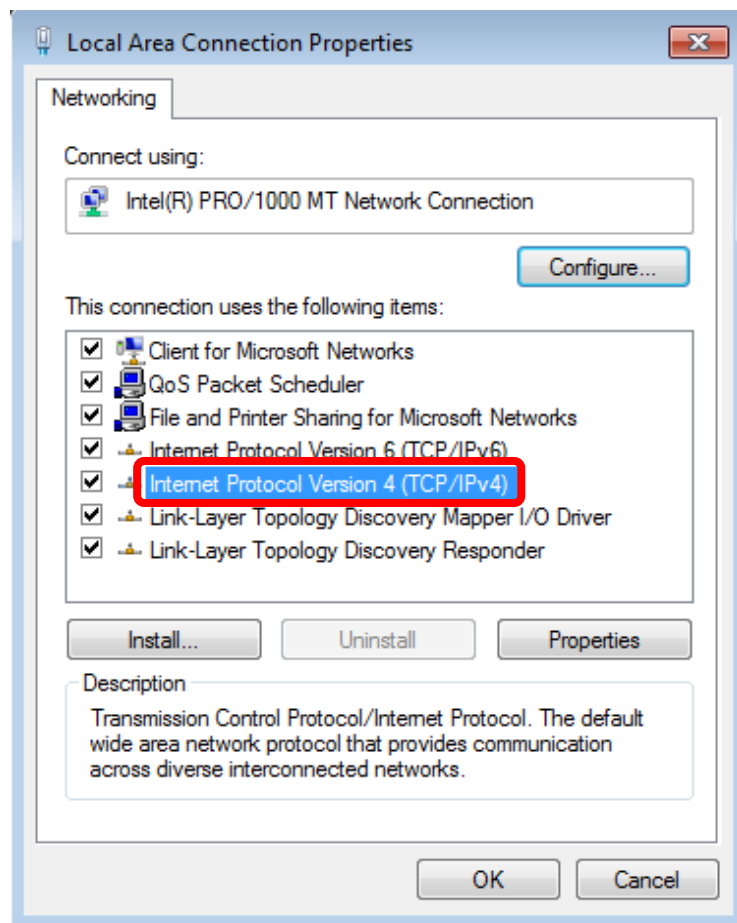 Local Area Connection Properties
Networking
Connect using:
Intel(R) PRO/1000 MT Network Connection
Configure...
This connection uses the following items:
Client for Microsoft Networks
QoS Packet Scheduler
File and Printer Sharing for Microsoft Networks
Internet Protocol Version 6 (TCP/IPv6)
Internet Protocol Version 4 (TCP/IPv4)
Link-Layer Topology Discovery Mapper I/O Driver
Link-Layer Topology Discovery Responder
Install... Uninstall Properties
Description
Transmission Control Protocol/Internet Protocol. The default
wide area network protocol that provides communication
across diverse interconnected networks.
OK Cancel